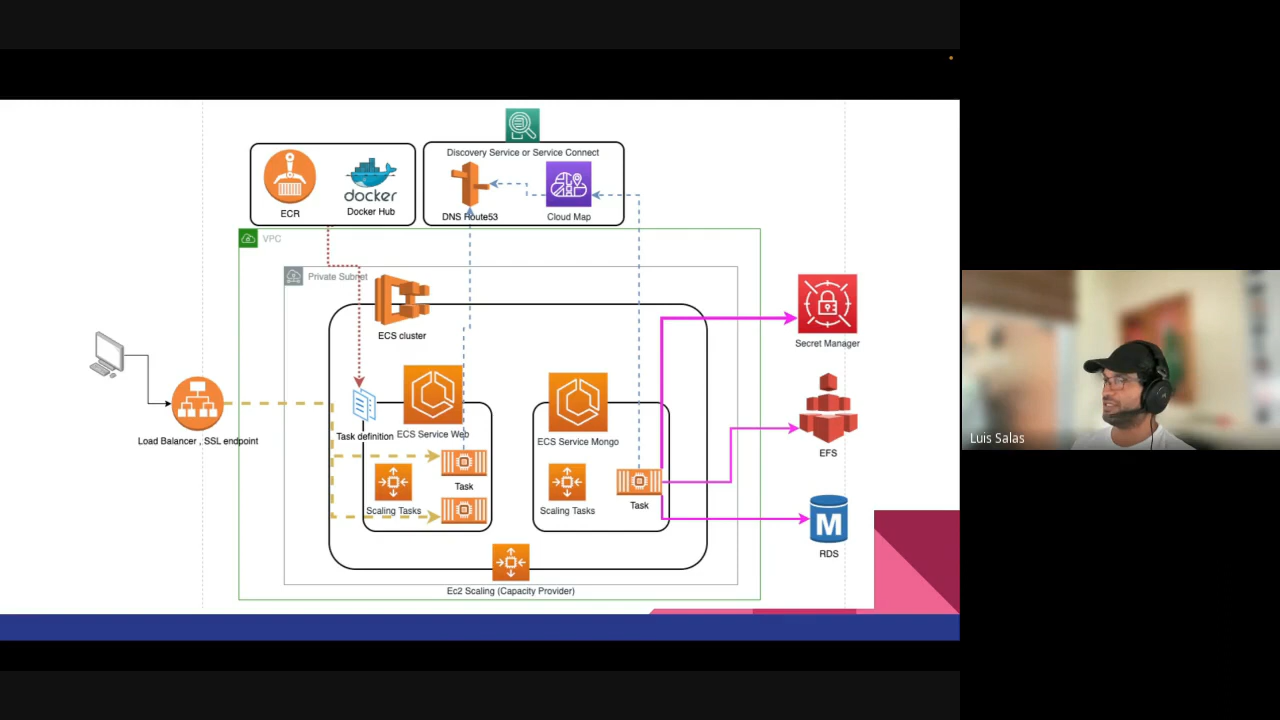 Discovery Service or Service Connect
ECR
docker
Docker Hub
DNS Route53
Cloud Map
VPC
Private Subnet
ECS cluster
Secret Manager
Load Balancer , SSL endpoint
Task definition
ECS Service Web
ECS Service Mongo
EFS
Task
Scaling Tasks
Scaling Tasks
Task
M
RDS
Ec2 Scaling (Capacity Provider)
Luis Salas